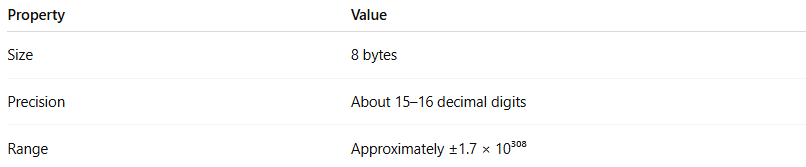 Property Value
Size 8 bytes
Precision About 15–16 decimal digits
Range Approximately ±1.7 × 10³⁰⁸